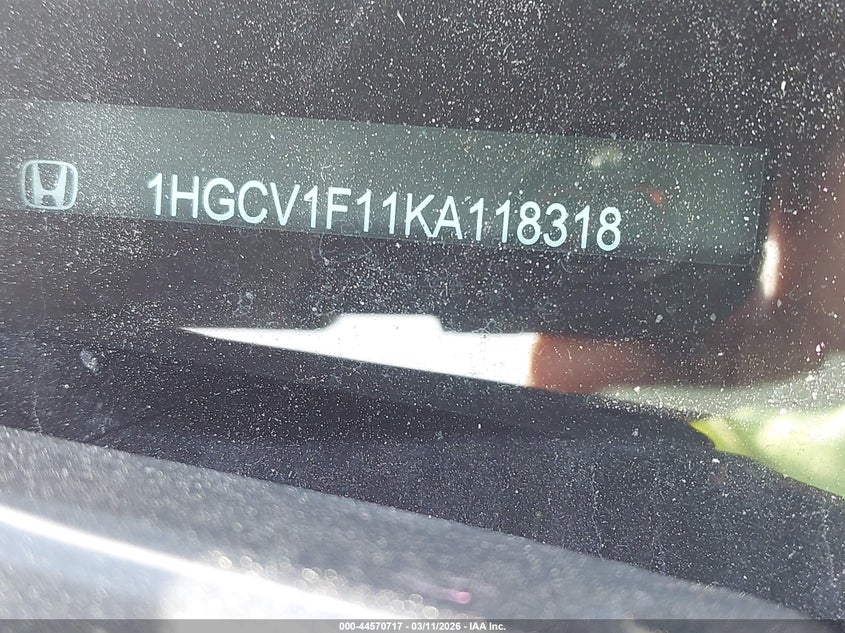 1HGCV1F11KA118318
000-44570717 - 03/11/2026 - IAA Inc.